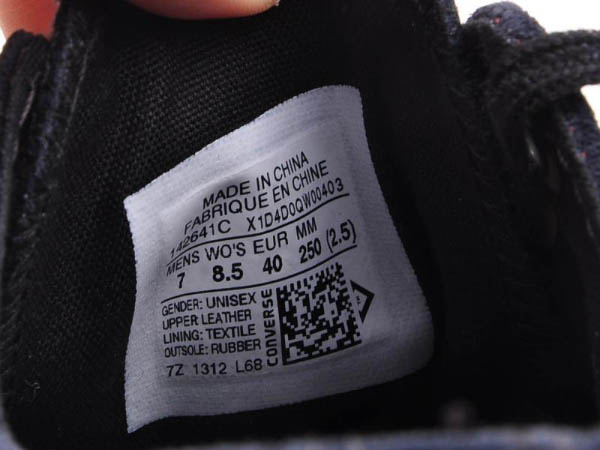 MADE IN CHINA
FABRIQUE EN CHINE
142641C X1D4D0QW00403
MENS WO'S EUR MM
7 8.5 40 250 (2.5)
GENDER: UNISEX
UPPER LEATHER
LINING: TEXTILE
OUTSOLE: RUBBER
7Z 1312 L68
CONVERSE